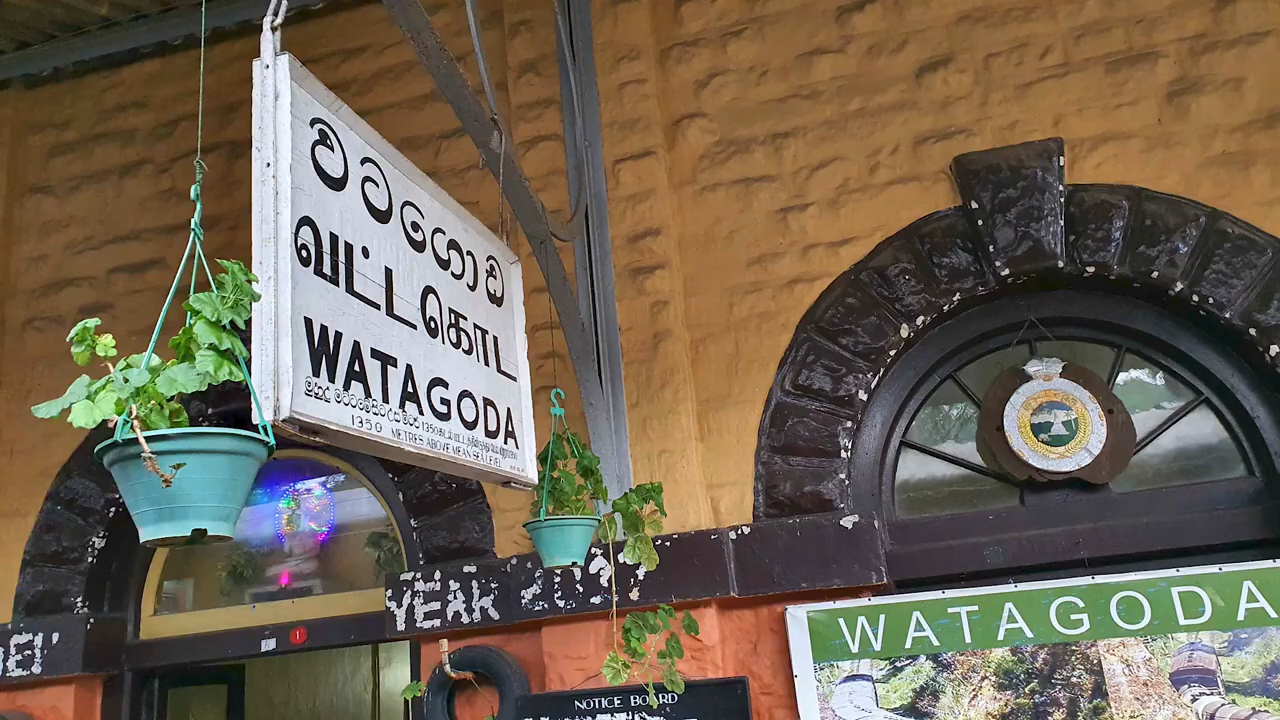 වටගොඩ
வட்டகொட
WATAGODA
1350 METRES ABOVE MEAN SEA LEVEL
YEAR
NOTICE BOARD
WATAGODA